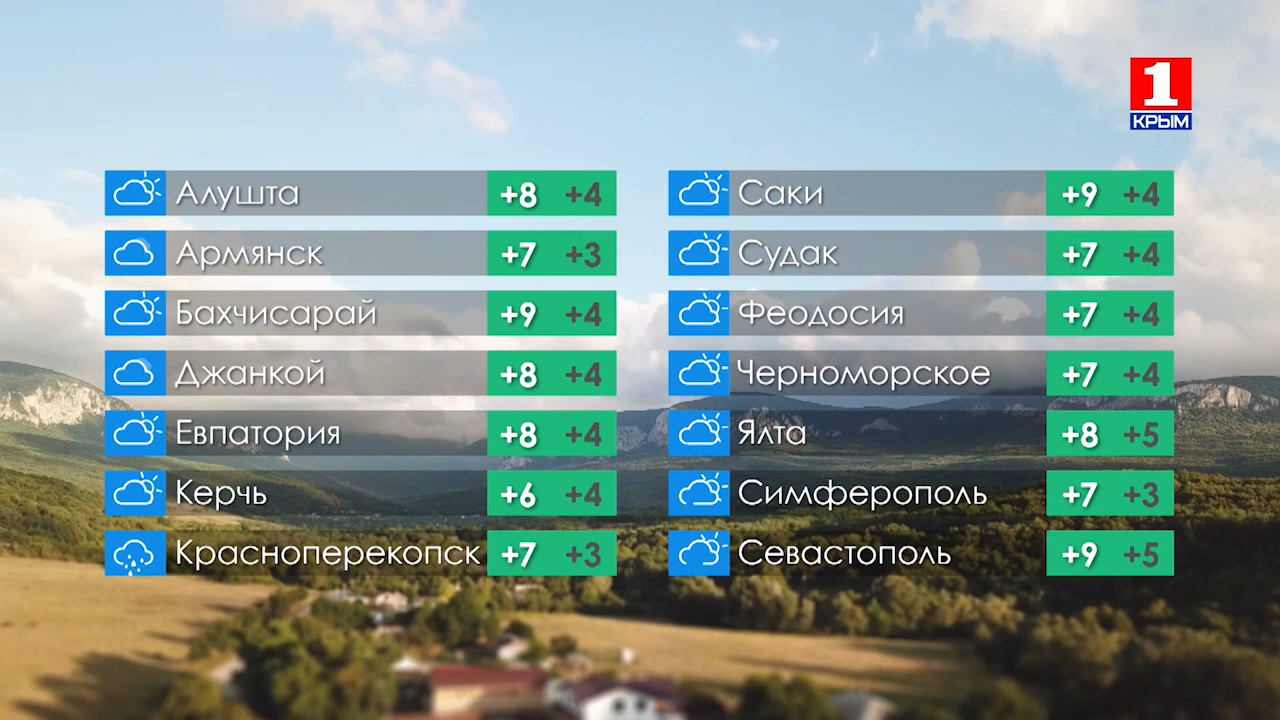 1
КРЫМ
Алушта +8 +4
Армянск +7 +3
Бахчисарай +9 +4
Джанкой +8 +4
Евпатория +8 +4
Керчь +6 +4
Красноперекопск +7 +3
Саки +9 +4
Судак +7 +4
Феодосия +7 +4
Черноморское +7 +4
Ялта +8 +5
Симферополь +7 +3
Севастополь +9 +5